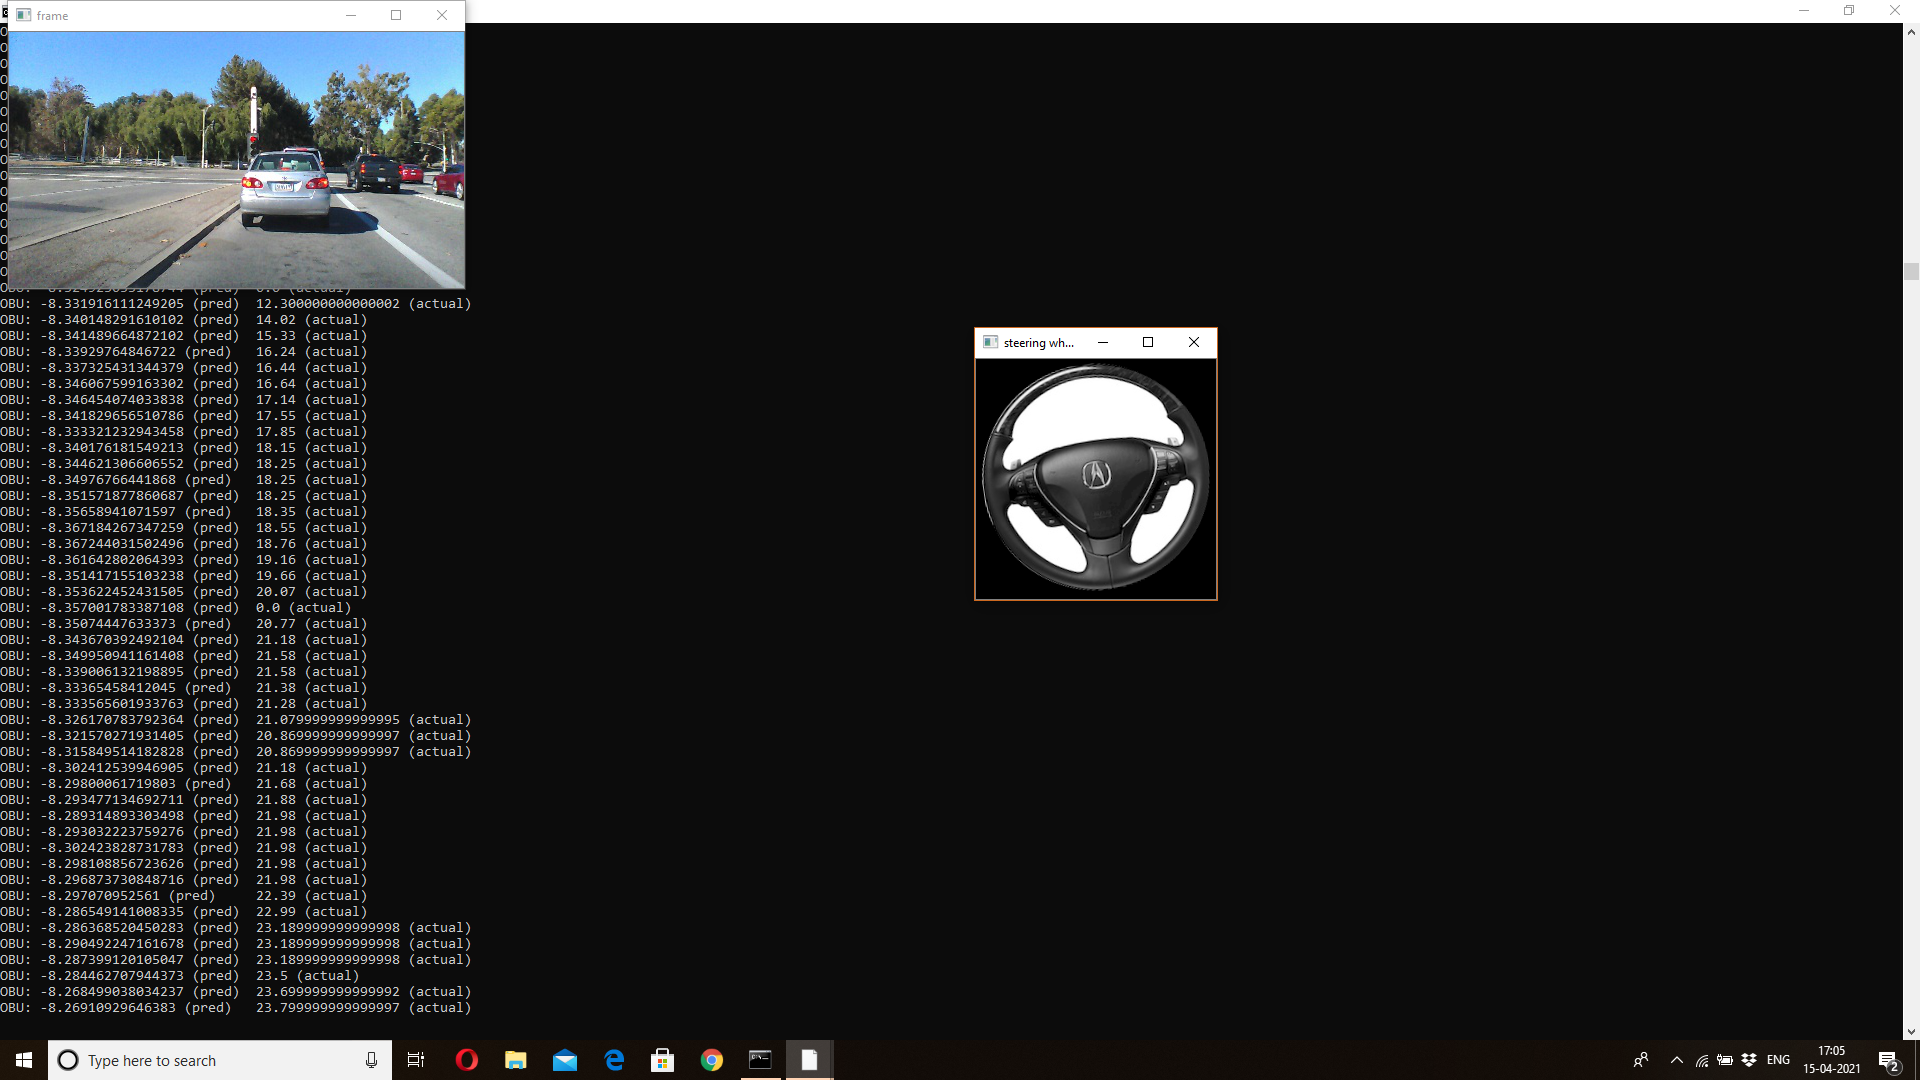 frame
OBU: -8.331916111249205 (pred) 12.300000000000002 (actual)
OBU: -8.340148291610102 (pred) 14.02 (actual)
OBU: -8.341489664872102 (pred) 15.33 (actual)
OBU: -8.33929764846722 (pred) 16.24 (actual)
OBU: -8.337325431344379 (pred) 16.44 (actual)
OBU: -8.346067599163302 (pred) 16.64 (actual)
OBU: -8.346454074033838 (pred) 17.14 (actual)
OBU: -8.341829656510786 (pred) 17.55 (actual)
OBU: -8.333321232943458 (pred) 17.85 (actual)
OBU: -8.340176181549213 (pred) 18.15 (actual)
OBU: -8.344621306606552 (pred) 18.25 (actual)
OBU: -8.34976766441868 (pred) 18.25 (actual)
OBU: -8.351571877860687 (pred) 18.25 (actual)
OBU: -8.35658941071597 (pred) 18.35 (actual)
OBU: -8.367184267347259 (pred) 18.55 (actual)
OBU: -8.367244031502496 (pred) 18.76 (actual)
OBU: -8.361642802064393 (pred) 19.16 (actual)
OBU: -8.351417155103238 (pred) 19.66 (actual)
OBU: -8.353622452431505 (pred) 20.07 (actual)
OBU: -8.357001783387108 (pred) 0.0 (actual)
OBU: -8.35074447633373 (pred) 20.77 (actual)
OBU: -8.343670392492104 (pred) 21.18 (actual)
OBU: -8.349950941161408 (pred) 21.58 (actual)
OBU: -8.339006132198895 (pred) 21.58 (actual)
OBU: -8.33365458412045 (pred) 21.38 (actual)
OBU: -8.333565601933763 (pred) 21.28 (actual)
OBU: -8.326170783792364 (pred) 21.079999999999995 (actual)
OBU: -8.321570271931405 (pred) 20.869999999999997 (actual)
OBU: -8.315849514182828 (pred) 20.869999999999997 (actual)
OBU: -8.302412539946905 (pred) 21.18 (actual)
OBU: -8.29800061719803 (pred) 21.68 (actual)
OBU: -8.293477134692711 (pred) 21.88 (actual)
OBU: -8.289314893303498 (pred) 21.98 (actual)
OBU: -8.293032223759276 (pred) 21.98 (actual)
OBU: -8.302423828731783 (pred) 21.98 (actual)
OBU: -8.298108856723626 (pred) 21.98 (actual)
OBU: -8.296873730848716 (pred) 21.98 (actual)
OBU: -8.297070952561 (pred) 22.39 (actual)
OBU: -8.286549141008335 (pred) 22.99 (actual)
OBU: -8.286368520450283 (pred) 23.189999999999998 (actual)
OBU: -8.290492247161678 (pred) 23.189999999999998 (actual)
OBU: -8.287399120105047 (pred) 23.189999999999998 (actual)
OBU: -8.284462707944373 (pred) 23.5 (actual)
OBU: -8.268499038034237 (pred) 23.699999999999992 (actual)
OBU: -8.26910929646383 (pred) 23.799999999999997 (actual)
steering wh...
Type here to search
ENG
17:05
15-04-2021
2